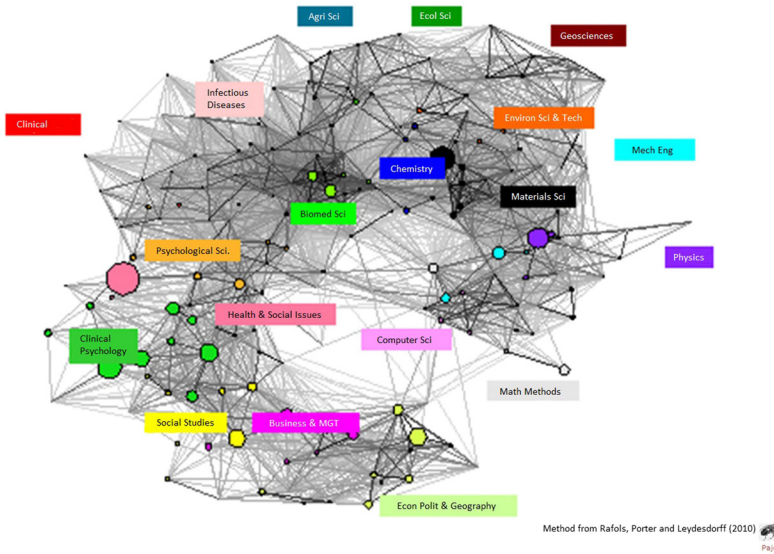 Agri Sci
Ecol Sci
Geosciences
Infectious
Diseases
Clinical
Environ Sci & Tech
Mech Eng
Chemistry
Materials Sci
Biomed Sci
Psychological Sci.
Physics
Health & Social Issues
Clinical
Psychology
Computer Sci
Math Methods
Social Studies
Business & MGT
Econ Polit & Geography
Method from Rafols, Porter and Leydesdorff (2010)